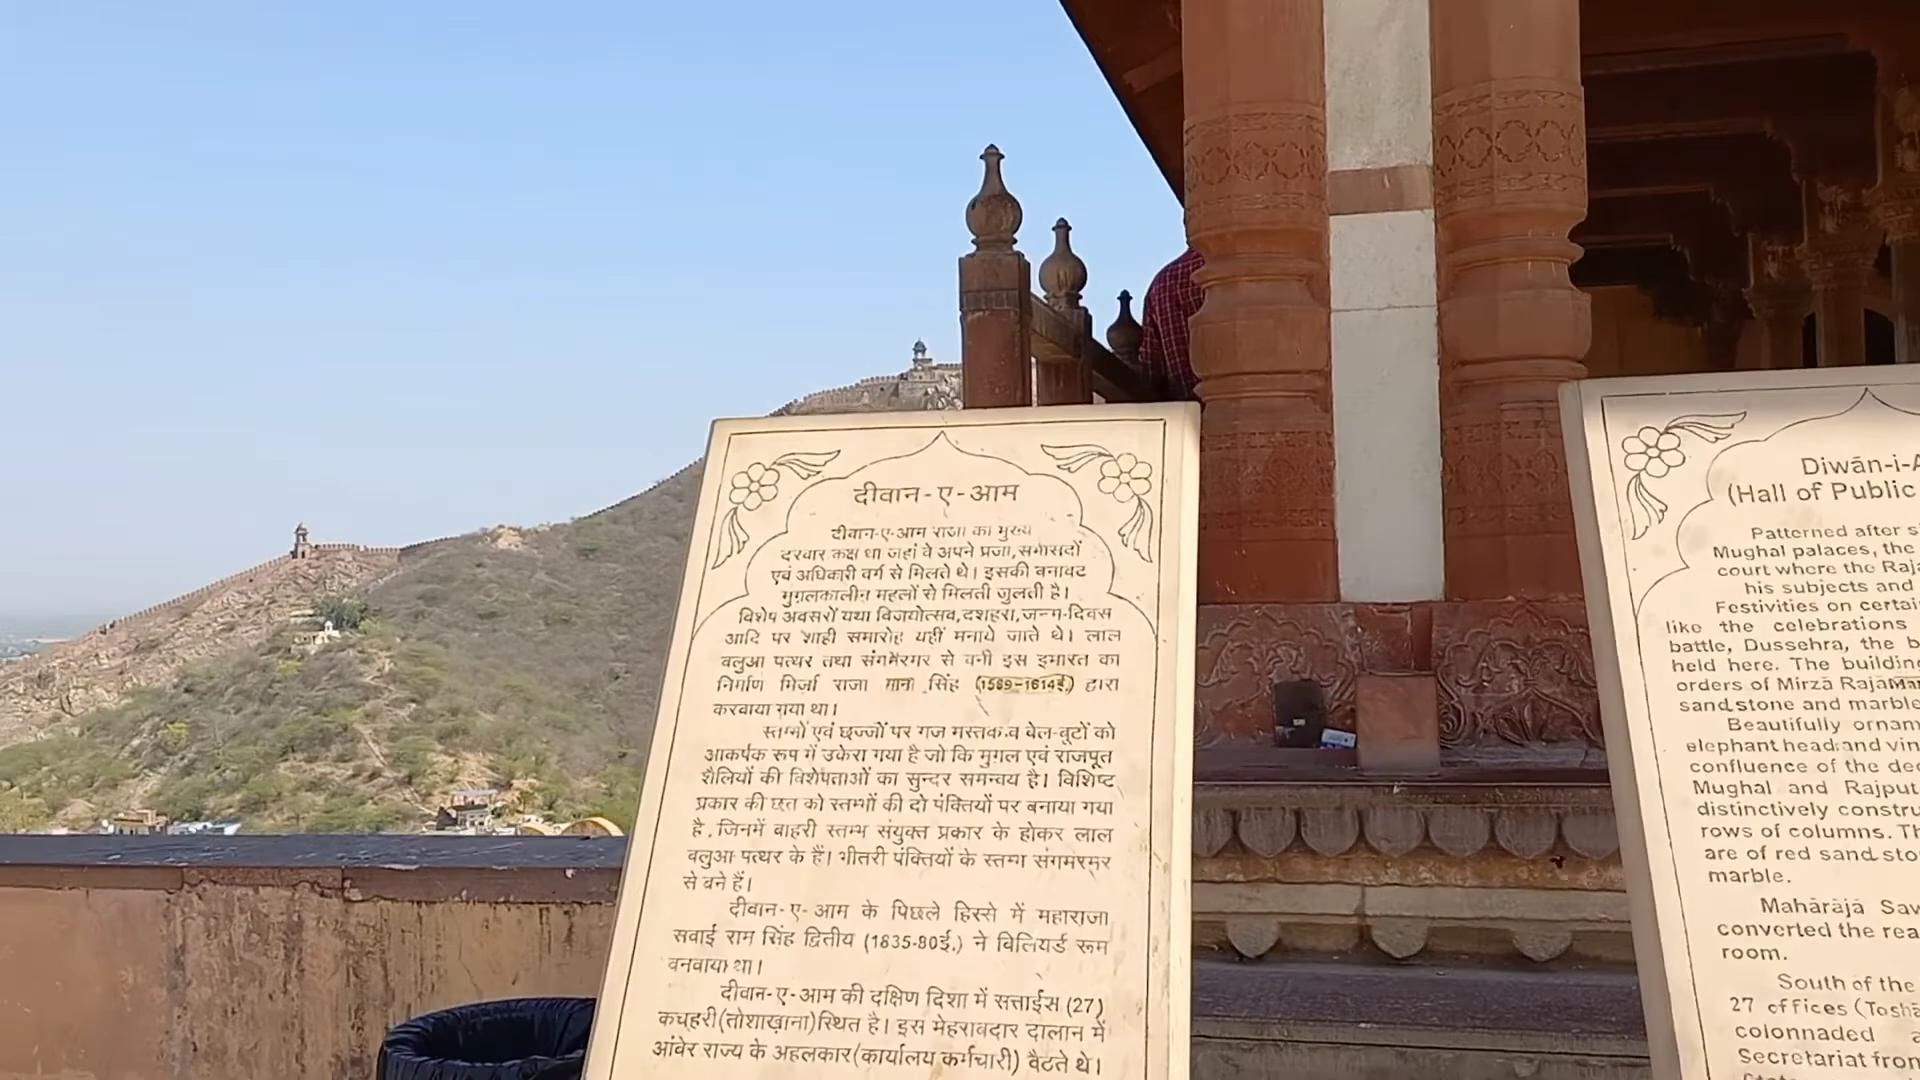 दीवान-ए-आम
दीवान-ए-आम राजा का मुख्य
दरबार कक्ष था जहां वे अपने प्रजा, सभासदों
एवं अधिकारी वर्ग से मिलते थे। इसकी बनावट
मुग़लकालीन महलों से मिलती जुलती है।
विशेष अवसरों यथा विजयोत्सव, दशहरा, जन्म-दिवस
आदि पर शाही समारोह यहीं मनाये जाते थे। लाल
बलुआ पत्थर तथा संगमरमर से बनी इस इमारत का
निर्माण मिर्जा राजा मान सिंह (1589-1614ई.) द्वारा
करवाया गया था।
स्तम्भों एवं छज्जों पर गज मस्तक व बेल-बूटों को
आकर्षक रूप में उकेरा गया है जो कि मुगल एवं राजपूत
शैलियों की विशेषताओं का सुन्दर समन्वय है। विशिष्ट
प्रकार की छत को स्तम्भों की दो पंक्तियों पर बनाया गया
है, जिनमें बाहरी स्तम्भ संयुक्त प्रकार के होकर लाल
बलुआ पत्थर के हैं। भीतरी पंक्तियों के स्तम्भ संगमरमर
से बने हैं।
दीवान-ए-आम के पिछले हिस्से में महाराजा
सवाई राम सिंह द्वितीय (1835-80ई.) ने बिलियर्ड रूम
बनवाया था।
दीवान-ए-आम की दक्षिण दिशा में सत्ताईस (27)
कचहरी (तोशाख़ाना) स्थित है। इस मेहराबदार दालान में
आंबेर राज्य के अहलकार (कार्यालय कर्मचारी) बैठते थे।
Diwān-i-A
(Hall of Public
Patterned after s
Mughal palaces, the
court where the Raja
his subjects and
Festivities on certai
like the celebrations
battle, Dussehra, the b
held here. The building
orders of Mirzā Rajā Mar
sandstone and marble
Beautifully ornam
elephant head and vin
confluence of the de
Mughal and Rajput
distinctively constru
rows of columns. Th
are of red sand sto
marble.
Mahārājā Saw
converted the rea
room.
South of the
27 offices (Tosha
colonnaded a
Secretariat from